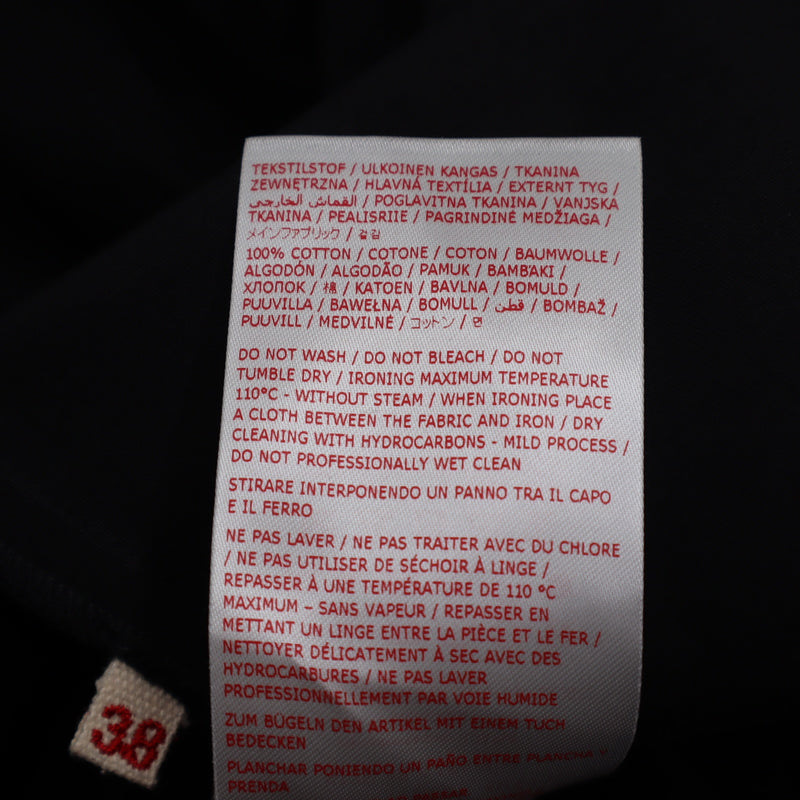 TEKSTILSTOF / ULKOINEN KANGAS / TKANINA
ZEWNĘTRZNA / HLAVNÁ TEXTÍLIA / EXTERNT TYG /
القماش الخارجي / POGLAVITNA TKANINA / VANJSKA
TKANINA / PEALISRIIE / PAGRINDINĖ MEDŽIAGA /
メインファブリック / 겉감
100% COTTON / COTONE / COTON / BAUMWOLLE /
ALGODÓN / ALGODÃO / PAMUK / BAMBAKI /
ХЛОПОК / 棉 / KATOEN / BAVLNA / BOMULD /
PUUVILLA / BAWEŁNA / BOMULL / قطن / BOMBAŽ /
PUUVILL / MEDVILNĖ / コットン / 면
DO NOT WASH / DO NOT BLEACH / DO NOT
TUMBLE DRY / IRONING MAXIMUM TEMPERATURE
110°C - WITHOUT STEAM / WHEN IRONING PLACE
A CLOTH BETWEEN THE FABRIC AND IRON / DRY
CLEANING WITH HYDROCARBONS - MILD PROCESS /
DO NOT PROFESSIONALLY WET CLEAN
STIRARE INTERPONENDO UN PANNO TRA IL CAPO
E IL FERRO
NE PAS LAVER / NE PAS TRAITER AVEC DU CHLORE
/ NE PAS UTILISER DE SÉCHOIR À LINGE /
REPASSER À UNE TEMPÉRATURE DE 110 °C
MAXIMUM – SANS VAPEUR / REPASSER EN
METTANT UN LINGE ENTRE LA PIÈCE ET LE FER /
NETTOYER DÉLICATEMENT À SEC AVEC DES
HYDROCARBURES / NE PAS LAVER
PROFESSIONNELLEMENT PAR VOIE HUMIDE
ZUM BÜGELN DEN ARTIKEL MIT EINEM TUCH
BEDECKEN
PLANCHAR PONIENDO UN PAÑO ENTRE PLANCHA Y
PRENDA
38